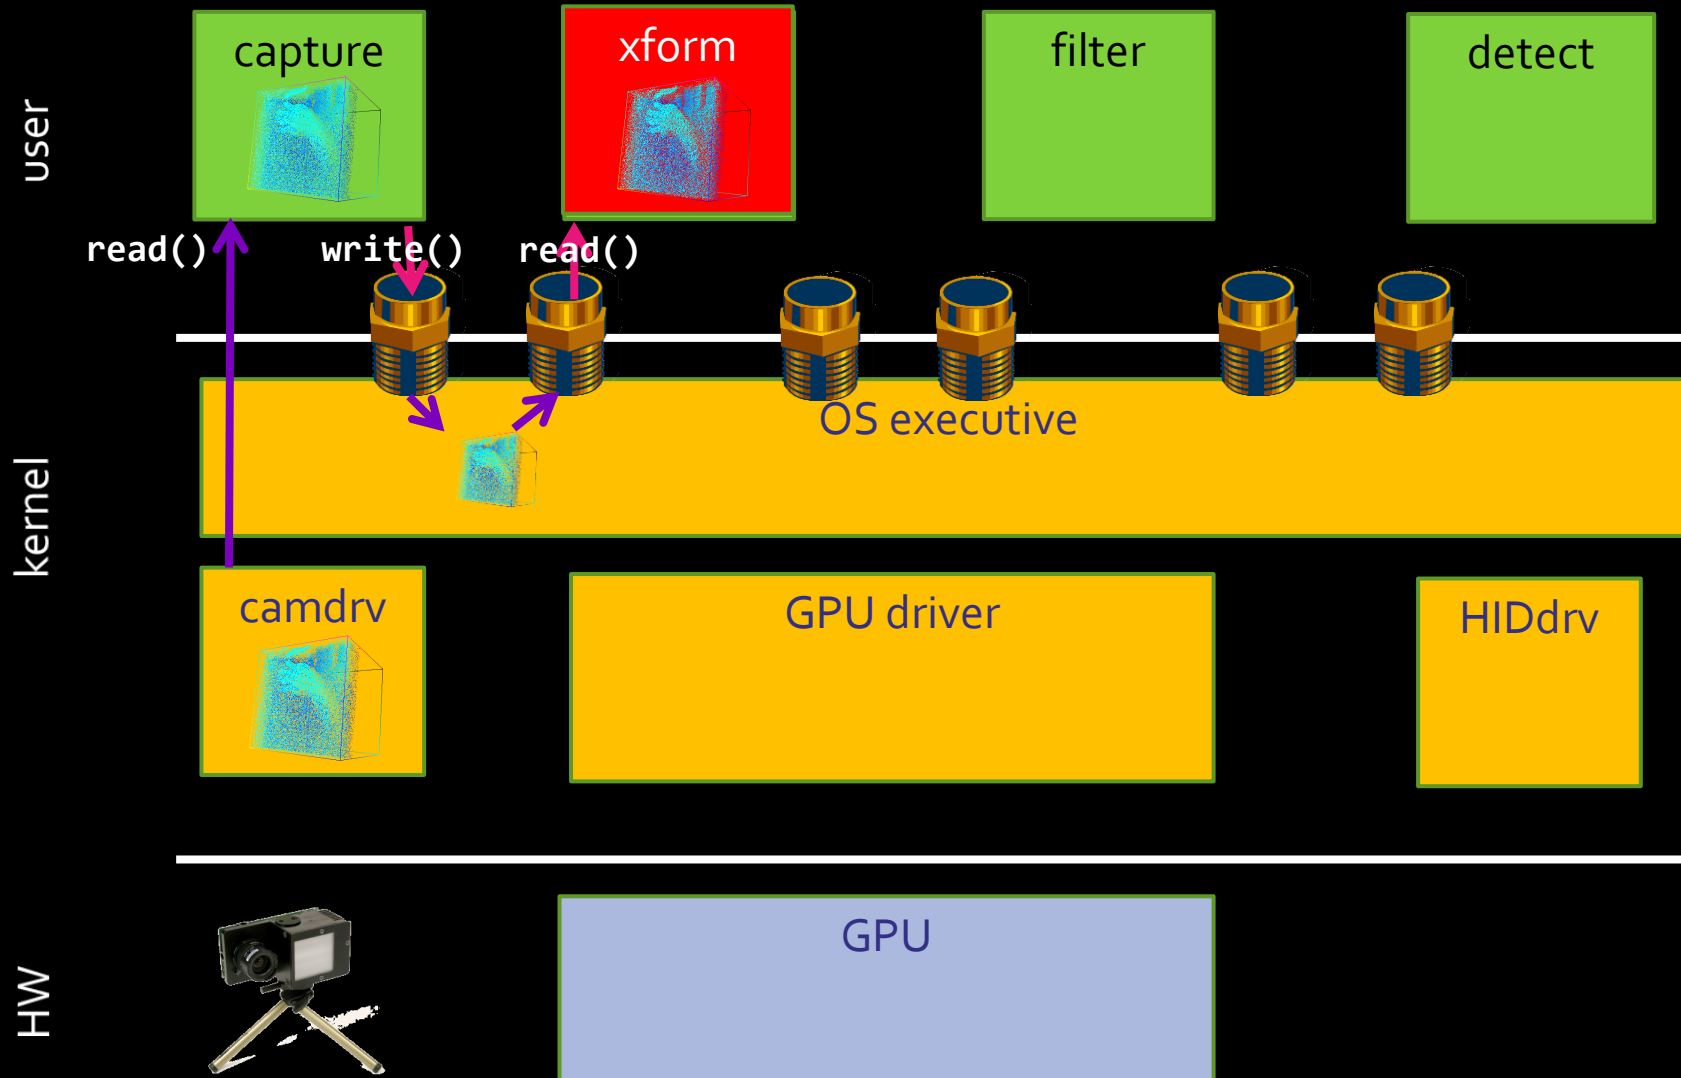 user
capture
xform
filter
detect
read()
write()
read()
kernel
OS executive
camdrv
GPU driver
HIDdrv
HW
GPU